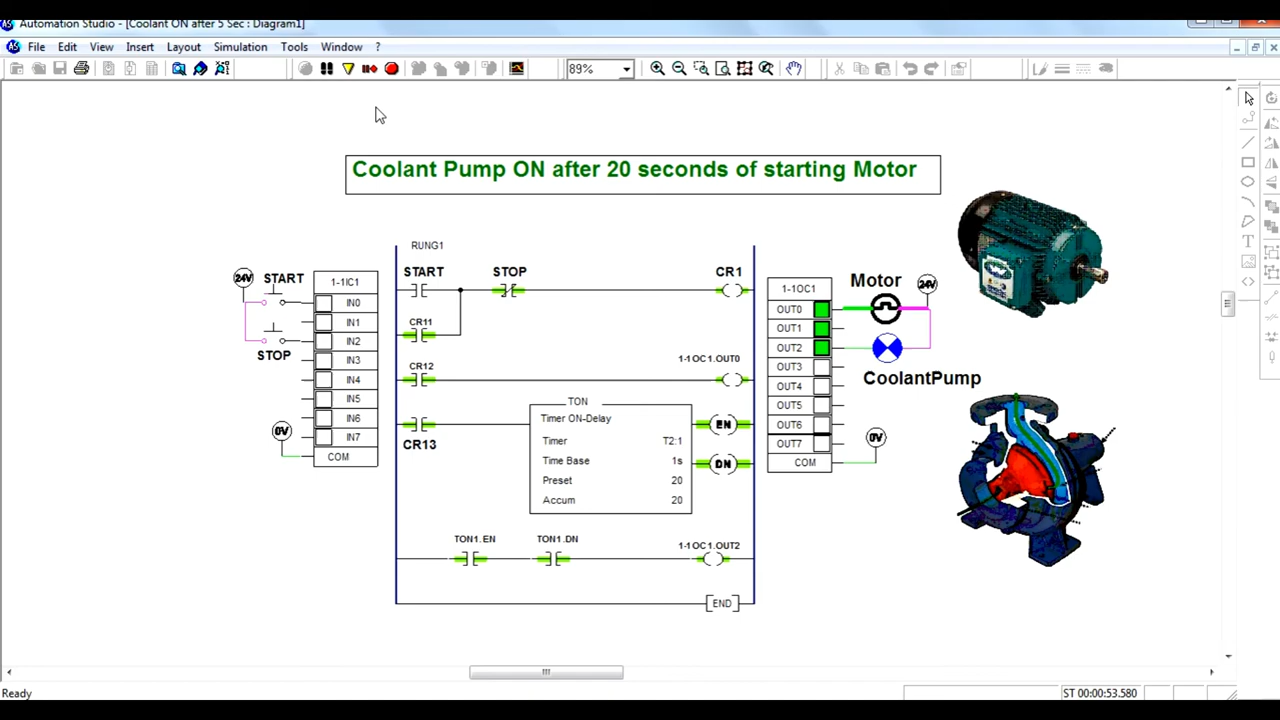 Automation Studio - [Coolant ON after 5 Sec : Diagram1]
File Edit View Insert Layout Simulation Tools Window ?
89%
Coolant Pump ON after 20 seconds of starting Motor
RUNG1
24V START 1-1IC1
IN0
IN1
IN2
STOP
IN3
IN4
IN5
IN6
0V IN7
COM
START STOP CR1
CR11
CR12 1-1OC1.OUT0
TON
Timer ON-Delay EN
CR13
Timer T2:1
Time Base 1s DN
Preset 20
Accum 20
TON1.EN TON1.DN 1-1OC1.OUT2
END
1-1OC1 Motor 24V
OUT0
OUT1
OUT2
OUT3
CoolantPump
OUT4
OUT5
OUT6
OUT7 0V
COM
Ready ST 00:00:53.580